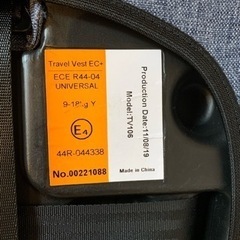 Travel Vest EC+
ECE R44-04
UNIVERSAL
9-18kg Y
E4
44R-044338
No.00221088
Production Date:11/08/19
Model:TV106
Made in China